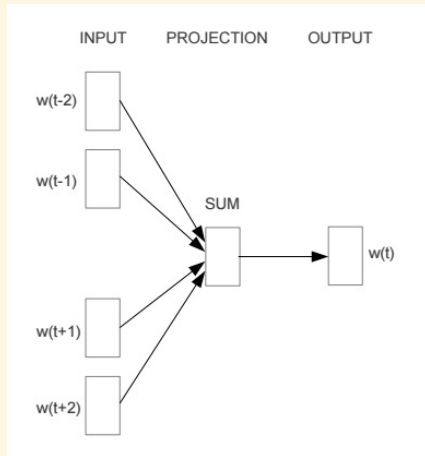 INPUT PROJECTION OUTPUT
w(t-2)
w(t-1)
SUM
w(t)
w(t+1)
w(t+2)